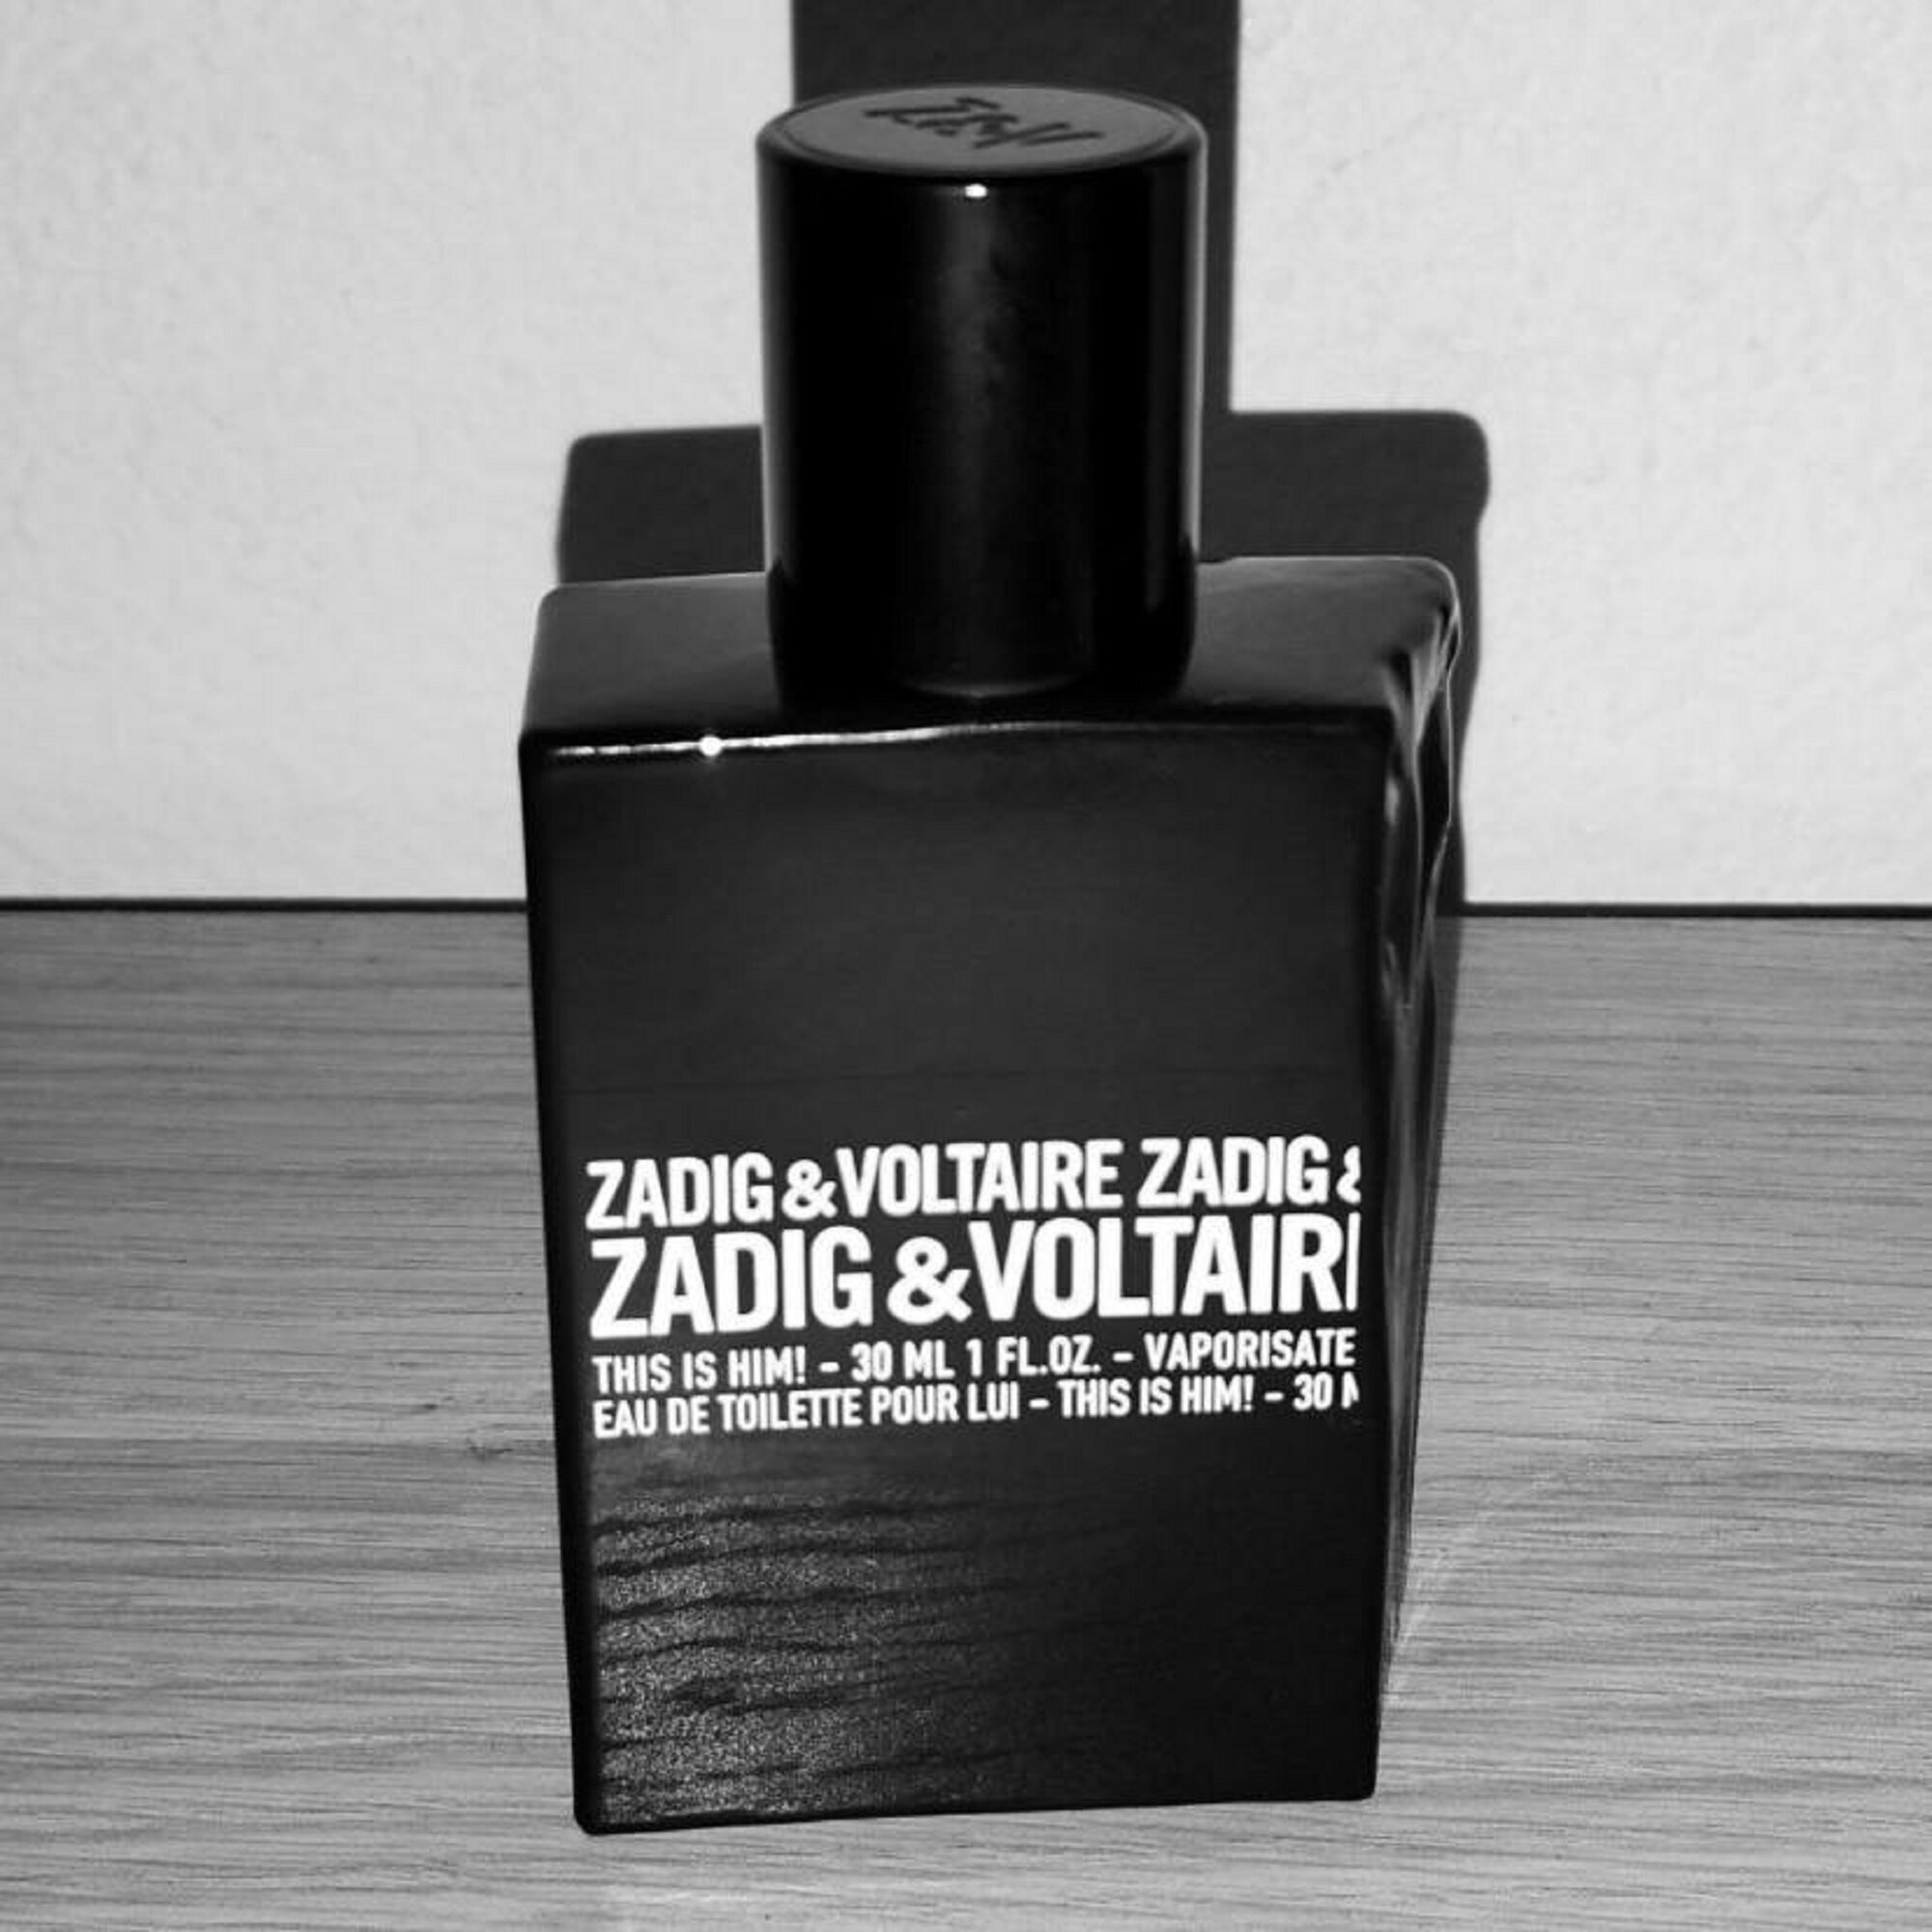 ZADIG&VOLTAIRE ZADIG &
ZADIG&VOLTAIR
THIS IS HIM! – 30 ML 1 FL.OZ. – VAPORISATE
EAU DE TOILETTE POUR LUI – THIS IS HIM! – 30 M